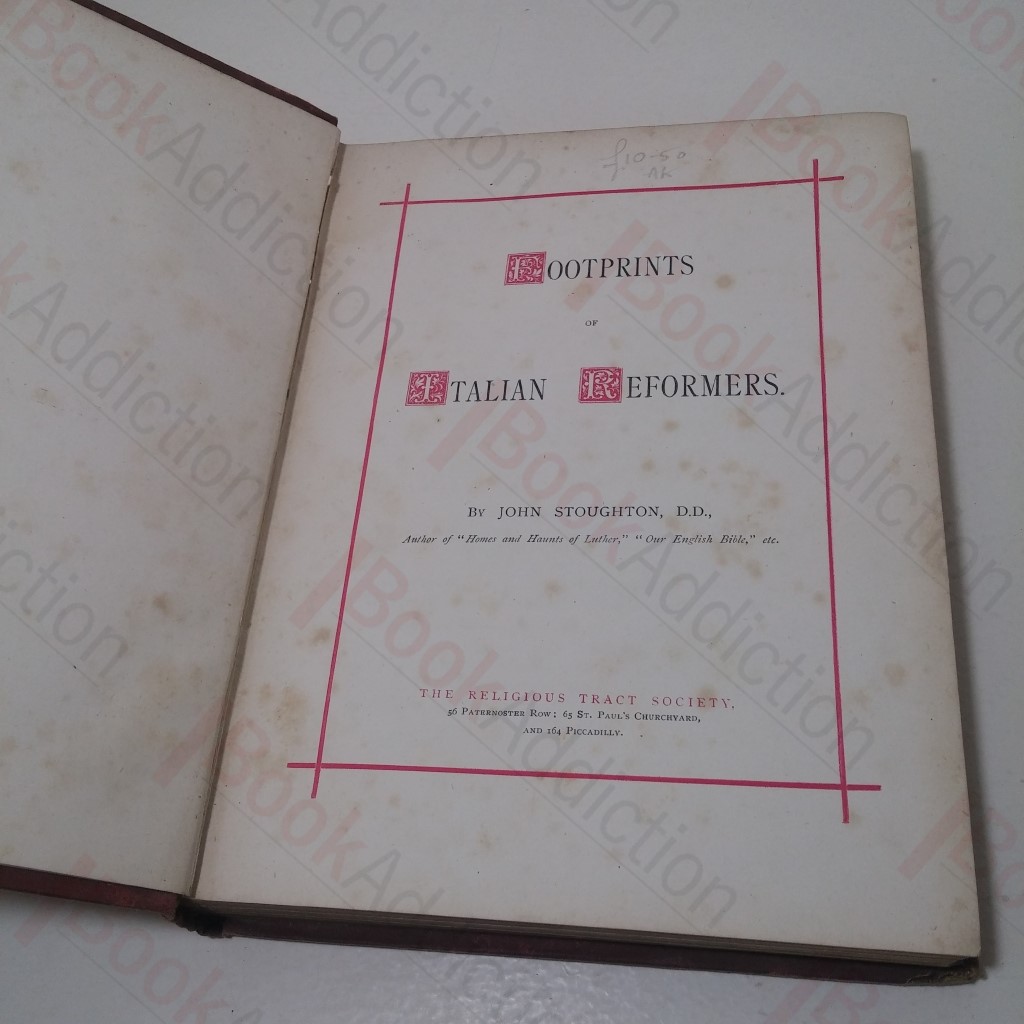 £10-50
AK
FOOTPRINTS
OF
ITALIAN REFORMERS.
BY JOHN STOUGHTON, D.D.,
Author of "Homes and Haunts of Luther," "Our English Bible," etc.
THE RELIGIOUS TRACT SOCIETY,
56 PATERNOSTER ROW; 65 ST. PAUL'S CHURCHYARD,
AND 164 PICCADILLY.
BookAddiction